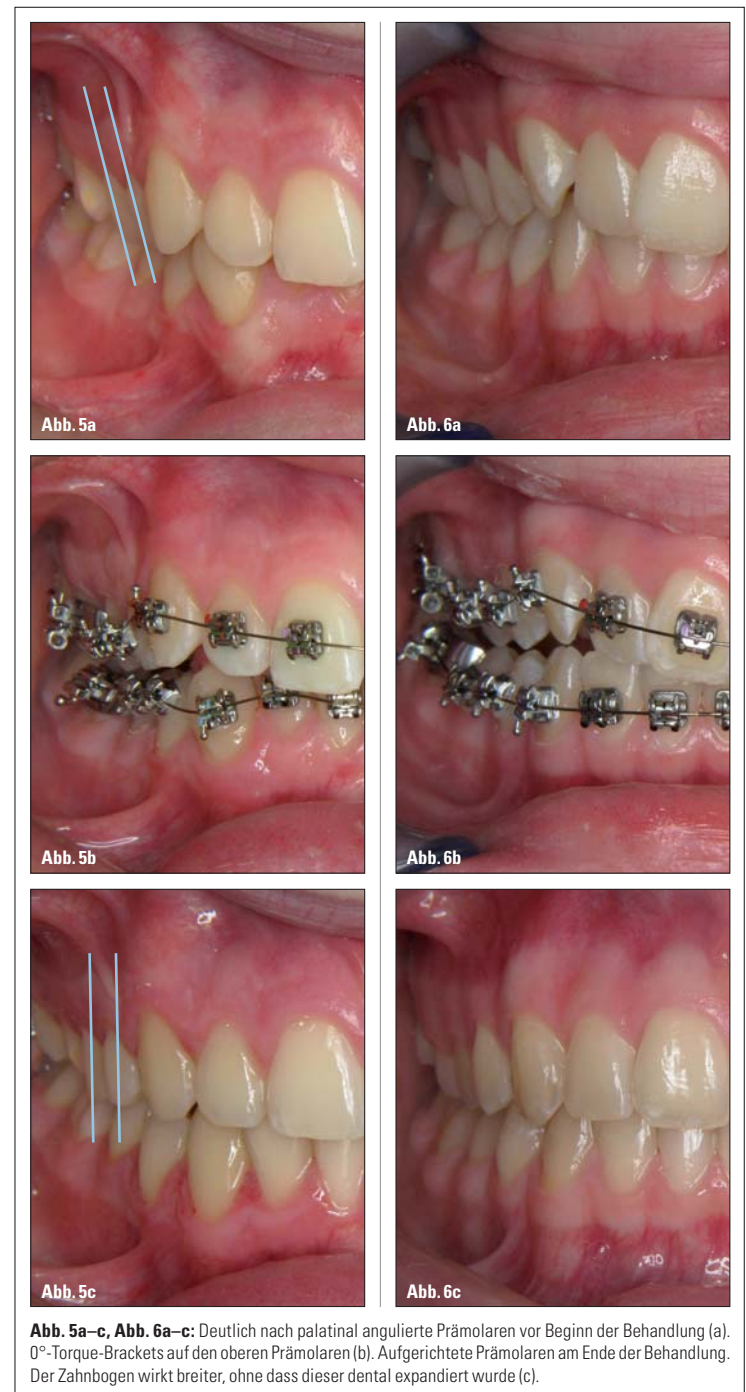 Abb. 5a
Abb. 6a
Abb. 5b
Abb. 6b
Abb. 5c
Abb. 6c
Abb. 5a–c, Abb. 6a–c: Deutlich nach palatinal angulierte Prämolaren vor Beginn der Behandlung (a).
0°-Torque-Brackets auf den oberen Prämolaren (b). Aufgerichtete Prämolaren am Ende der Behandlung.
Der Zahnbogen wirkt breiter, ohne dass dieser dental expandiert wurde (c).